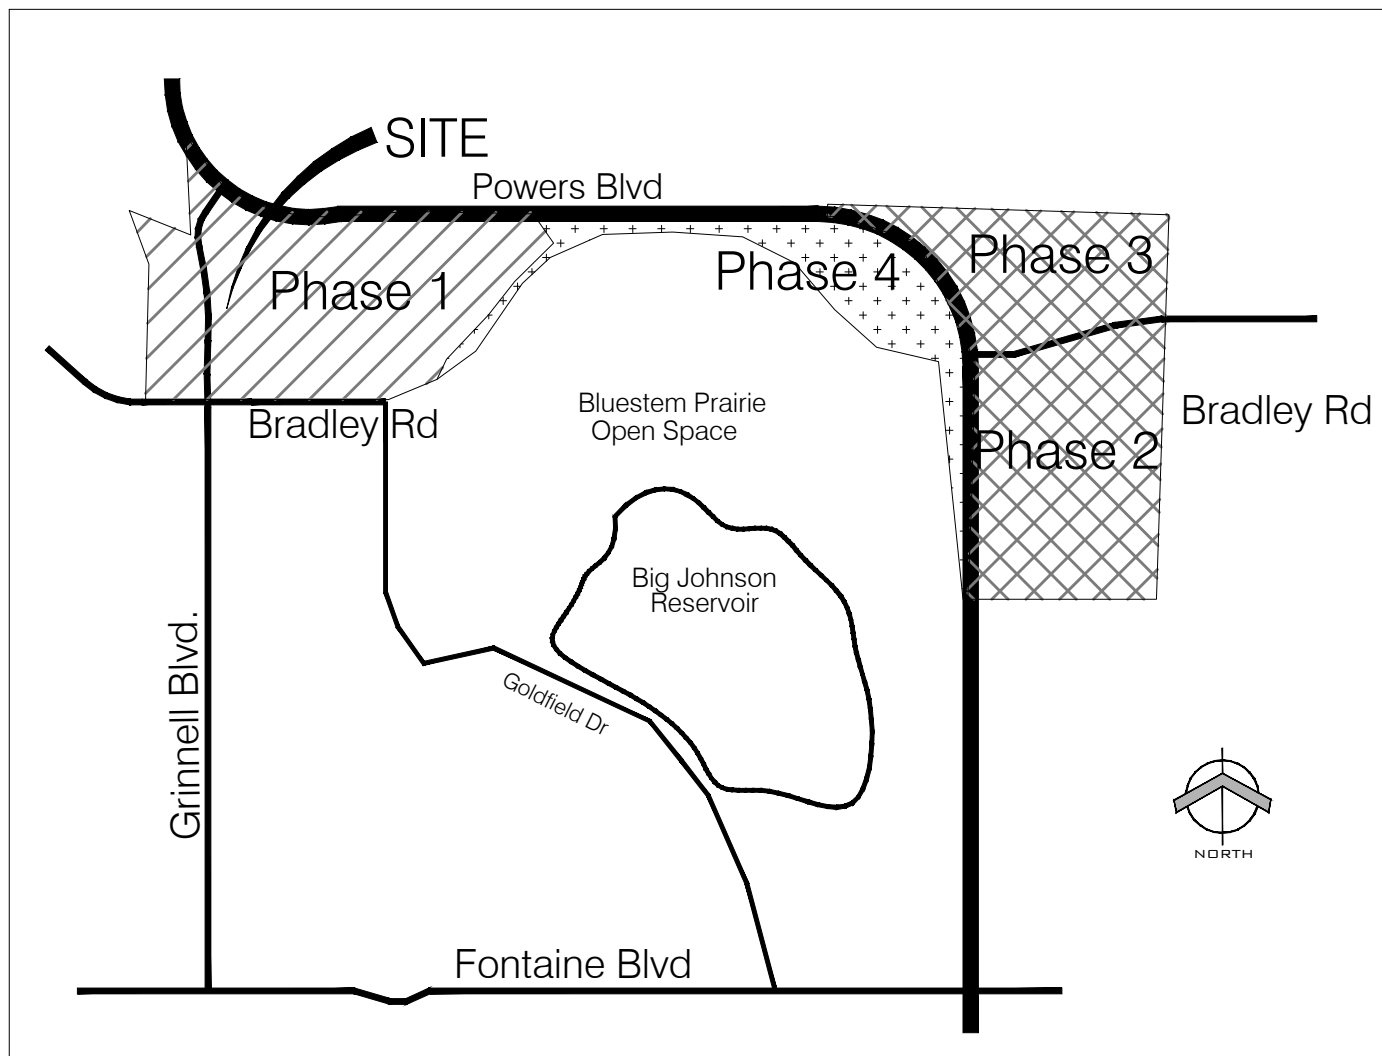 SITE
Powers Blvd
Phase 3
Phase 4
Phase 1
Bradley Rd
Bradley Rd
Bluestem Prairie
Open Space
Phase 2
Big Johnson
Reservoir
Grinnell Blvd.
Goldfield Dr
NORTH
Fontaine Blvd